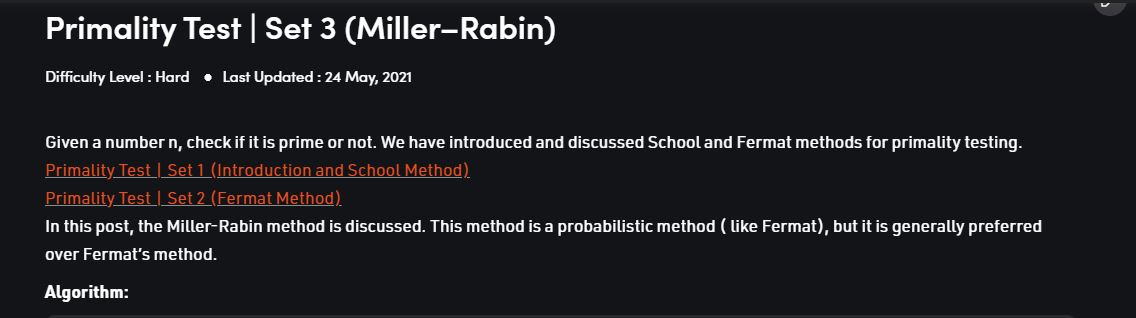 Primality Test | Set 3 (Miller–Rabin)
Difficulty Level : Hard ● Last Updated : 24 May, 2021
Given a number n, check if it is prime or not. We have introduced and discussed School and Fermat methods for primality testing.
Primality Test | Set 1 (Introduction and School Method)
Primality Test | Set 2 (Fermat Method)
In this post, the Miller-Rabin method is discussed. This method is a probabilistic method ( like Fermat), but it is generally preferred
over Fermat’s method.
Algorithm: